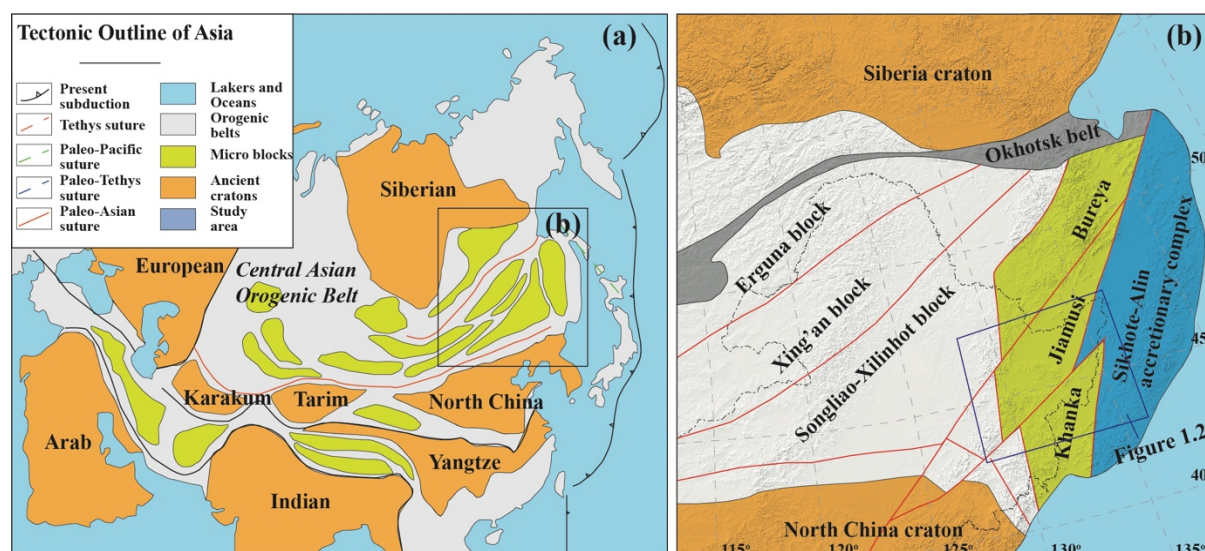 Tectonic Outline of Asia
Present
subduction
Tethys suture
Paleo-Pacific
suture
Paleo-Tethys
suture
Paleo-Asian
suture
Lakers and
Oceans
Orogenic
belts
Micro blocks
Ancient
cratons
Study
area
(a)
Siberian
(b)
European
Central Asian
Orogenic Belt
Karakum
Tarim
North China
Arab
Yangtze
Indian
(b)
Siberia craton
Okhotsk belt
50°
Bureya
Erguna block
Sikhote-Alin
accretionary complex
Xing'an block
Jiamusi
45
Songliao-Xilinhot block
Khanka
Figure 1.2
40
North China craton
115°
120°
125°
130°
135°